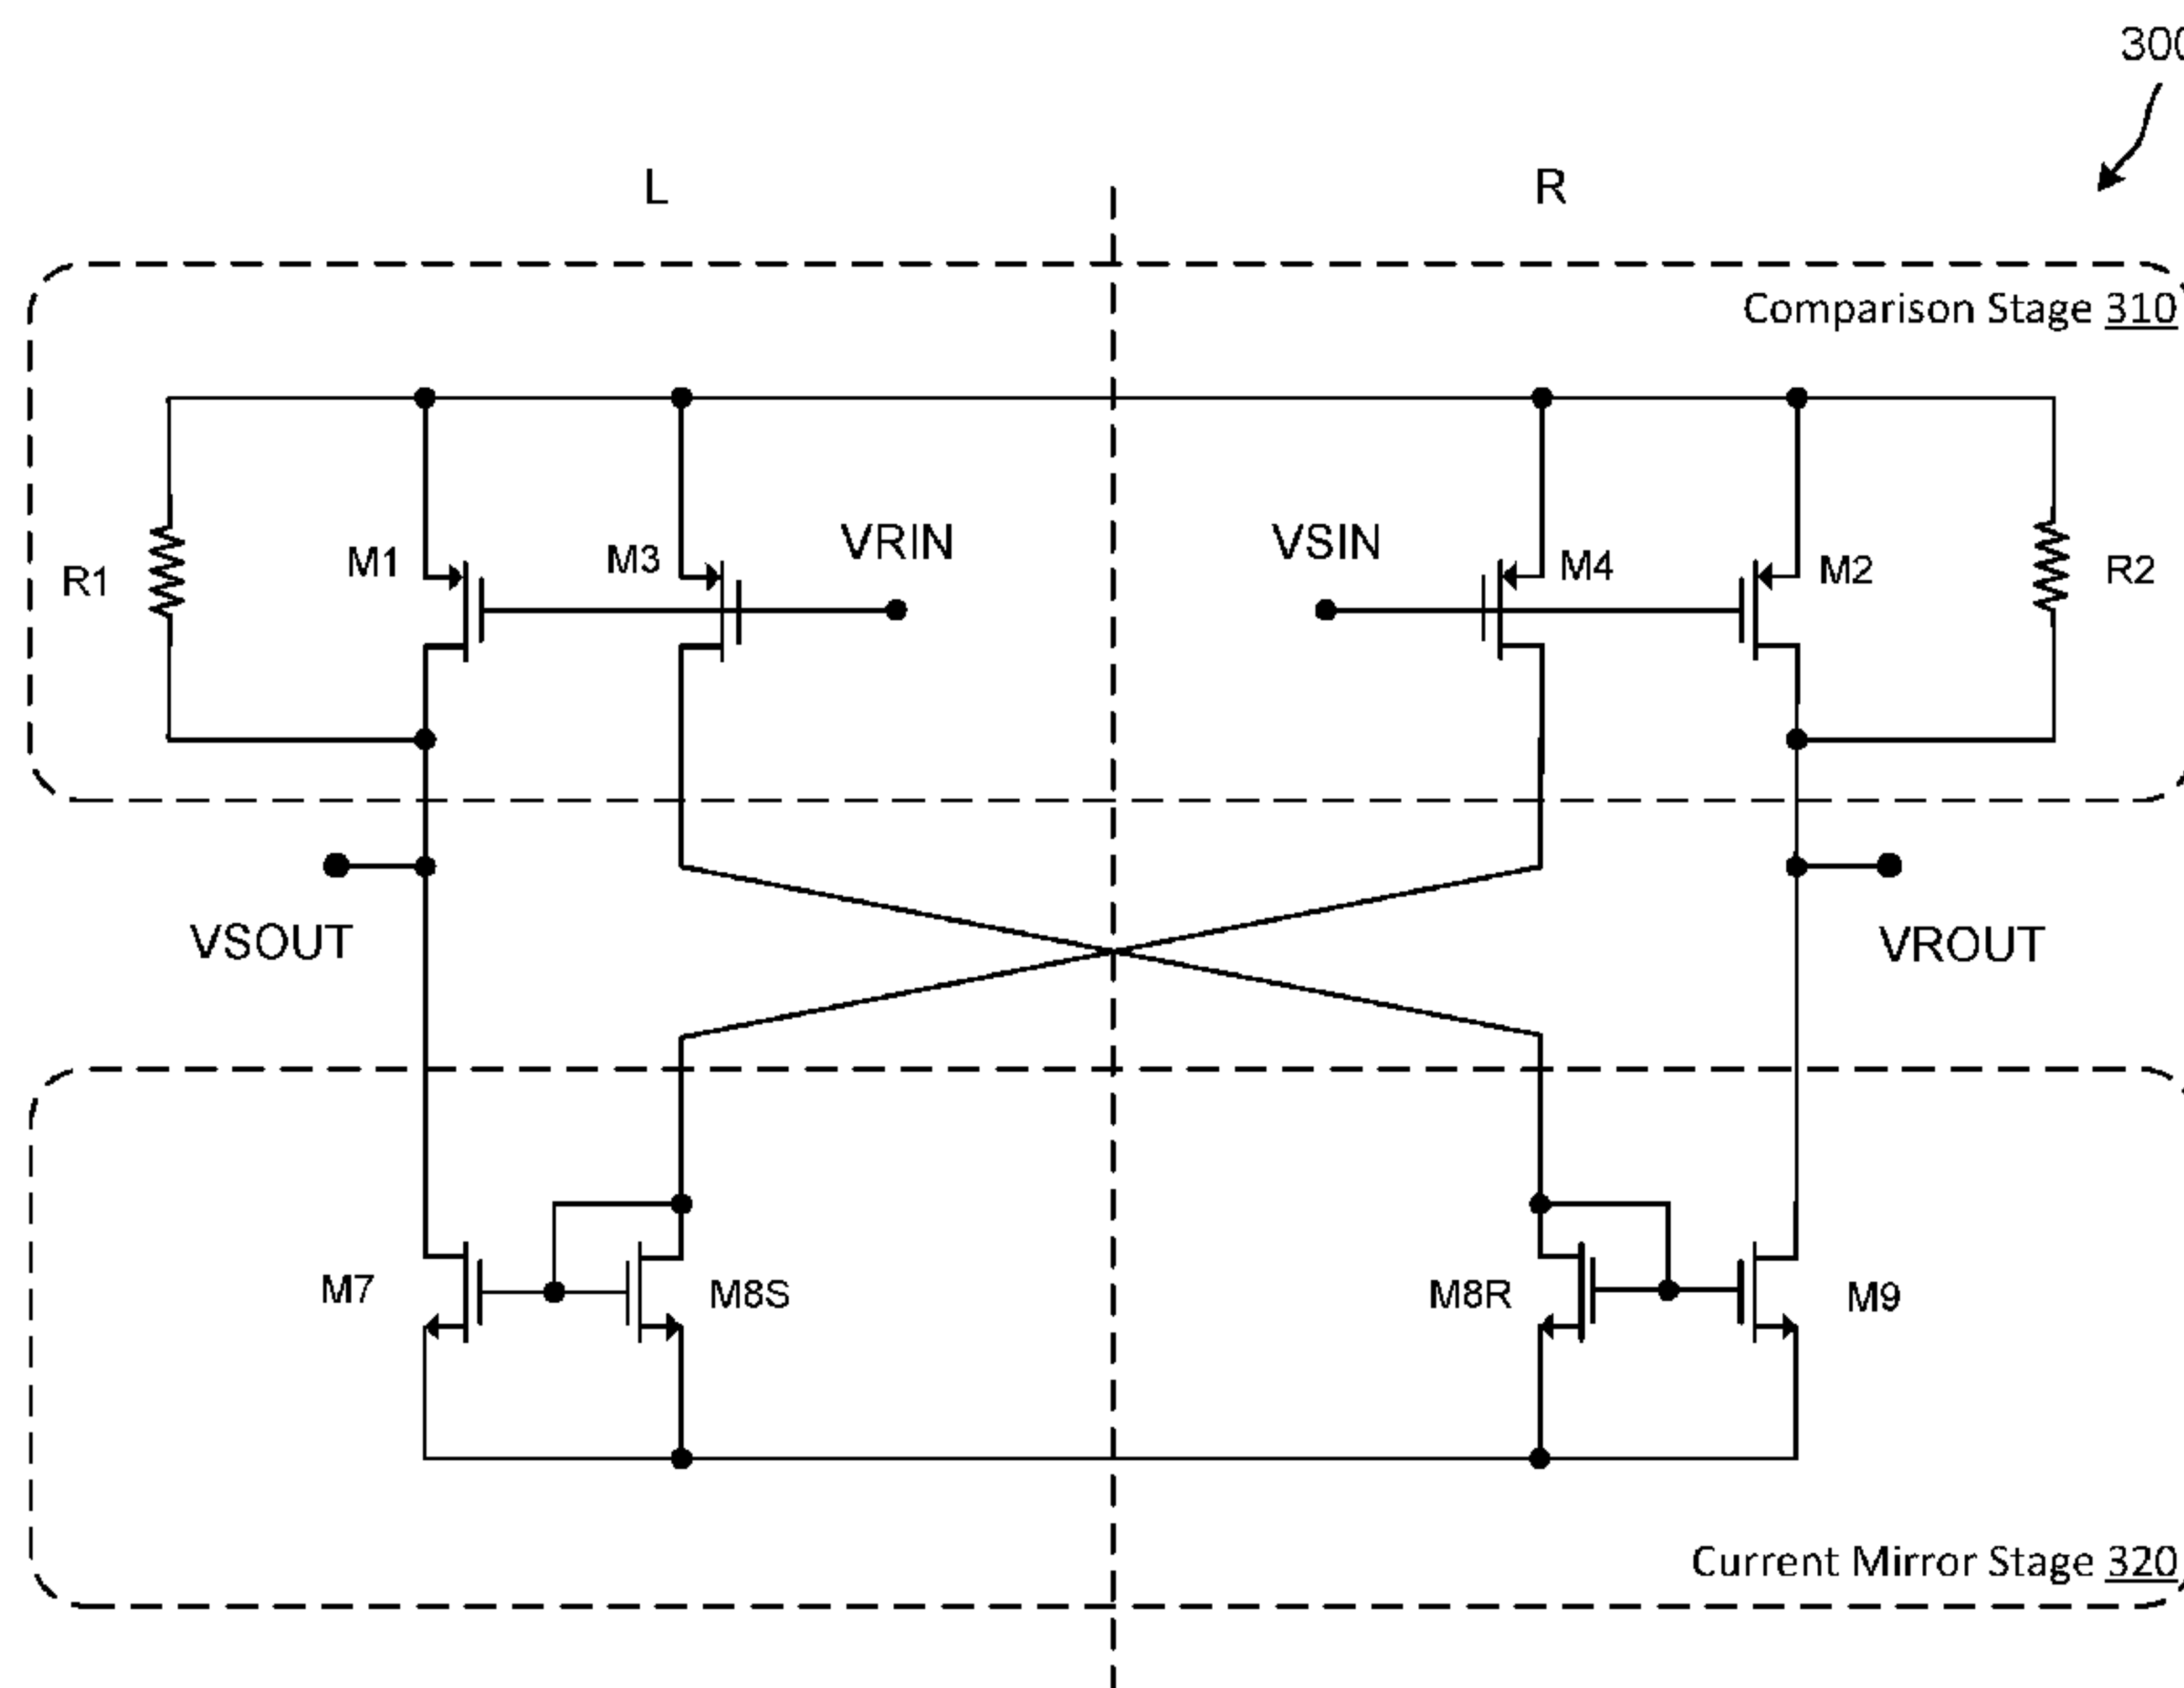 300
L R
Comparison Stage 310
R1 M1 M3 VRIN VSIN M4 M2 R2
VSOUT VROUT
M7 M8S M8R M9
Current Mirror Stage 320